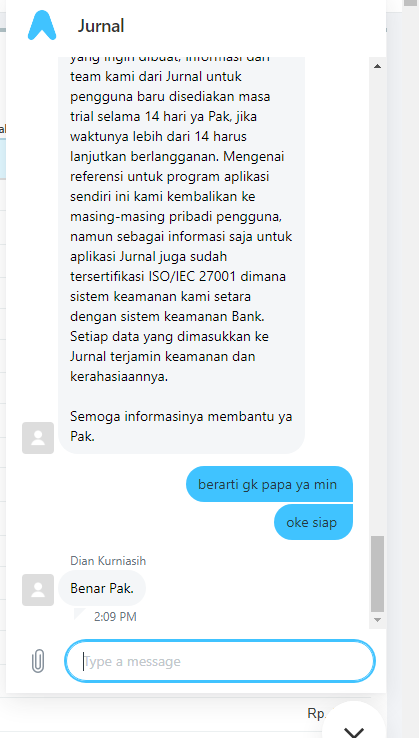 Jurnal
yang ingin dibuat, informasi dari
team kami dari Jurnal untuk
pengguna baru disediakan masa
trial selama 14 hari ya Pak, jika
waktunya lebih dari 14 harus
lanjutkan berlangganan. Mengenai
referensi untuk program aplikasi
sendiri ini kami kembalikan ke
masing-masing pribadi pengguna,
namun sebagai informasi saja untuk
aplikasi Jurnal juga sudah
tersertifikasi ISO/IEC 27001 dimana
sistem keamanan kami setara
dengan sistem keamanan Bank.
Setiap data yang dimasukkan ke
Jurnal terjamin keamanan dan
kerahasiaannya.
Semoga informasinya membantu ya
Pak.
berarti gk papa ya min
oke siap
Dian Kurniasih
Benar Pak.
2:09 PM
Type a message
Rp.